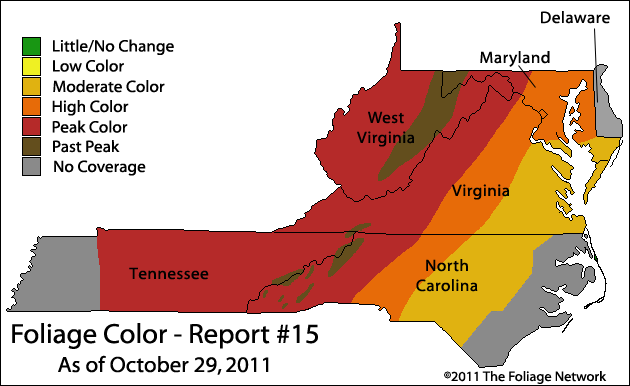 Delaware
Maryland
Little/No Change
Low Color
Moderate Color
High Color
Peak Color
Past Peak
No Coverage
West
Virginia
Virginia
Tennessee
North
Carolina
Foliage Color - Report #15
As of October 29, 2011
©2011 The Foliage Network